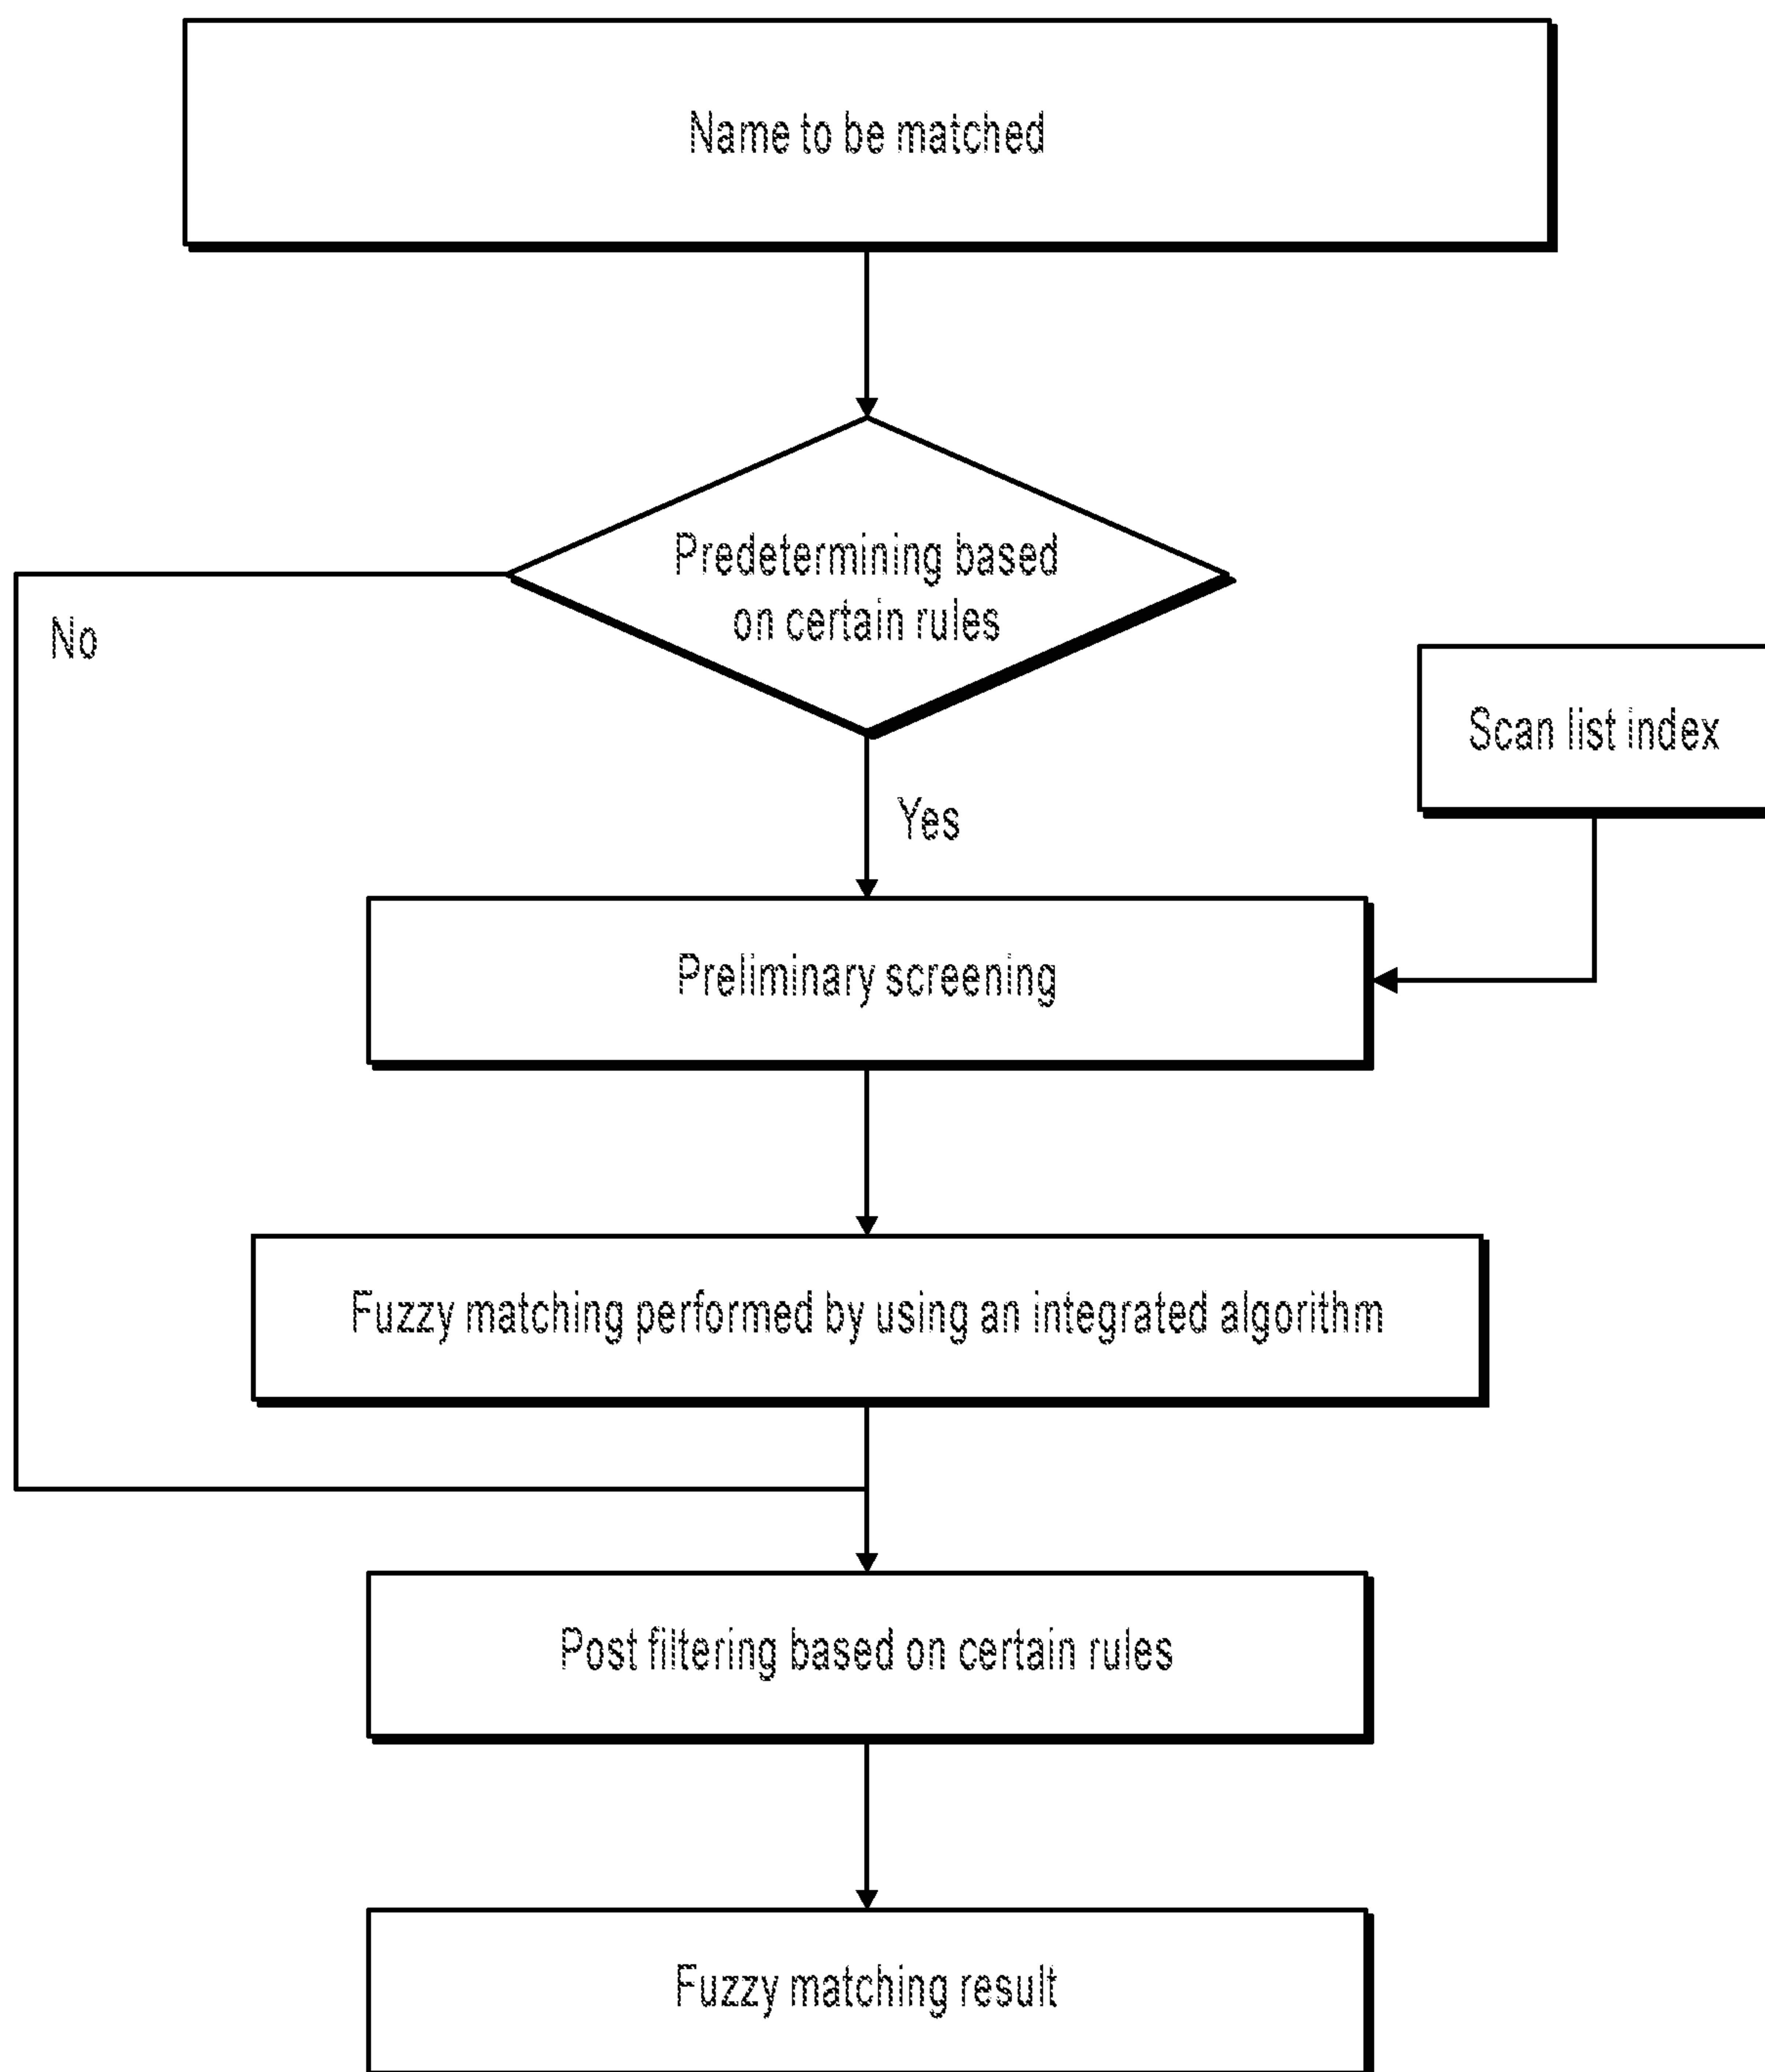 Name to be matched
Predetermining based
on certain rules
No
Scan list index
Yes
Preliminary screening
Fuzzy matching performed by using an integrated algorithm
Post filtering based on certain rules
Fuzzy matching result